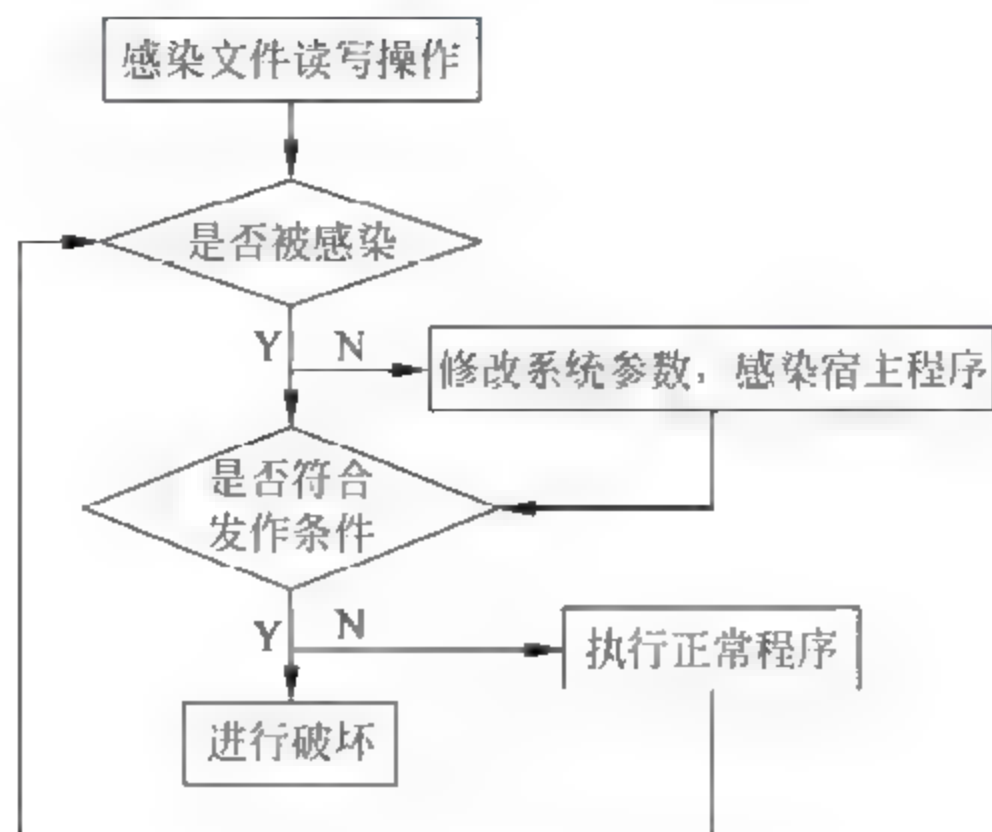 感染文件读写操作
是否被感染
Y N
修改系统参数，感染宿主程序
是否符合
发作条件
Y N
执行正常程序
进行破坏